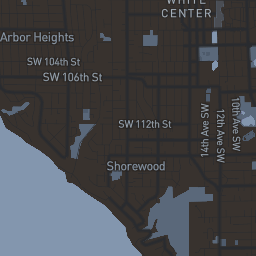 WHITE
CENTER
Arbor Heights
SW 104th St
SW 106th St
SW 112th St
14th Ave SW
12th Ave SW
10th Ave SW
Shorewood